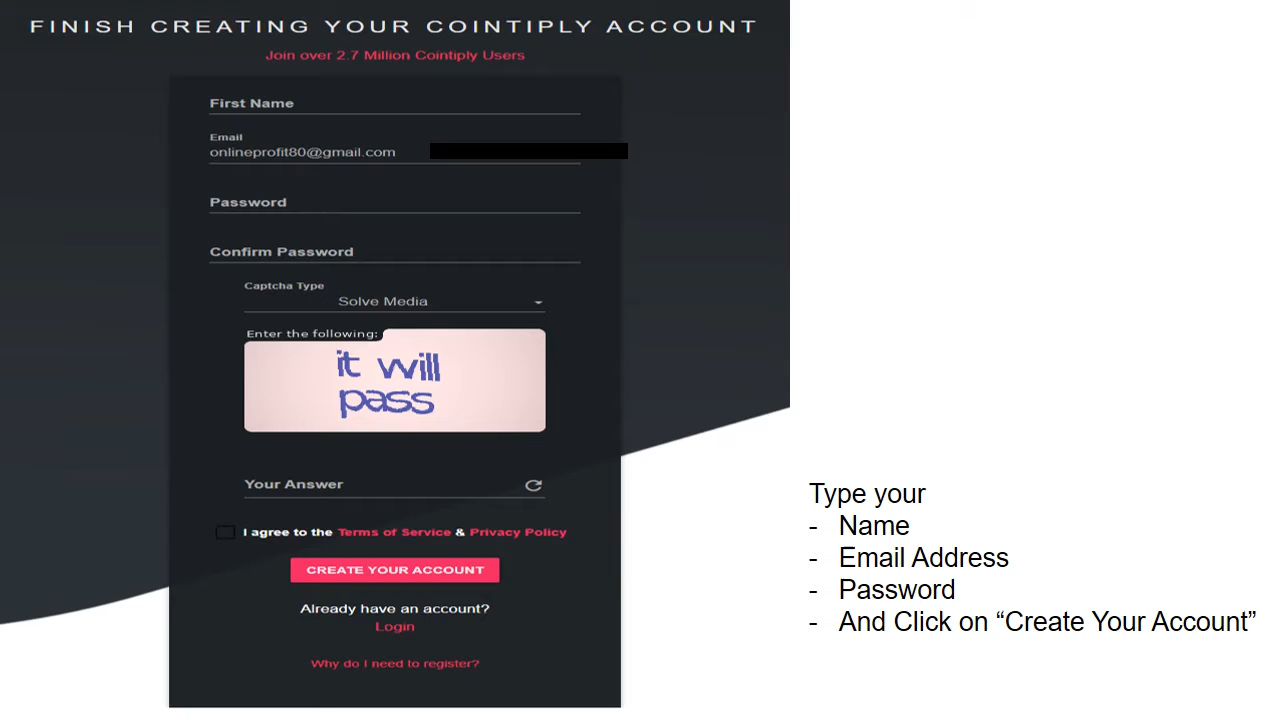 FINISH CREATING YOUR COINTIPLY ACCOUNT
Join over 2.7 Million Cointiply Users
First Name
Email
onlineprofit80@gmail.com
Password
Confirm Password
Captcha Type
Solve Media
Enter the following:
it will
pass
Your Answer
I agree to the Terms of Service & Privacy Policy
CREATE YOUR ACCOUNT
Already have an account?
Login
Why do I need to register?
Type your
- Name
- Email Address
- Password
- And Click on “Create Your Account”